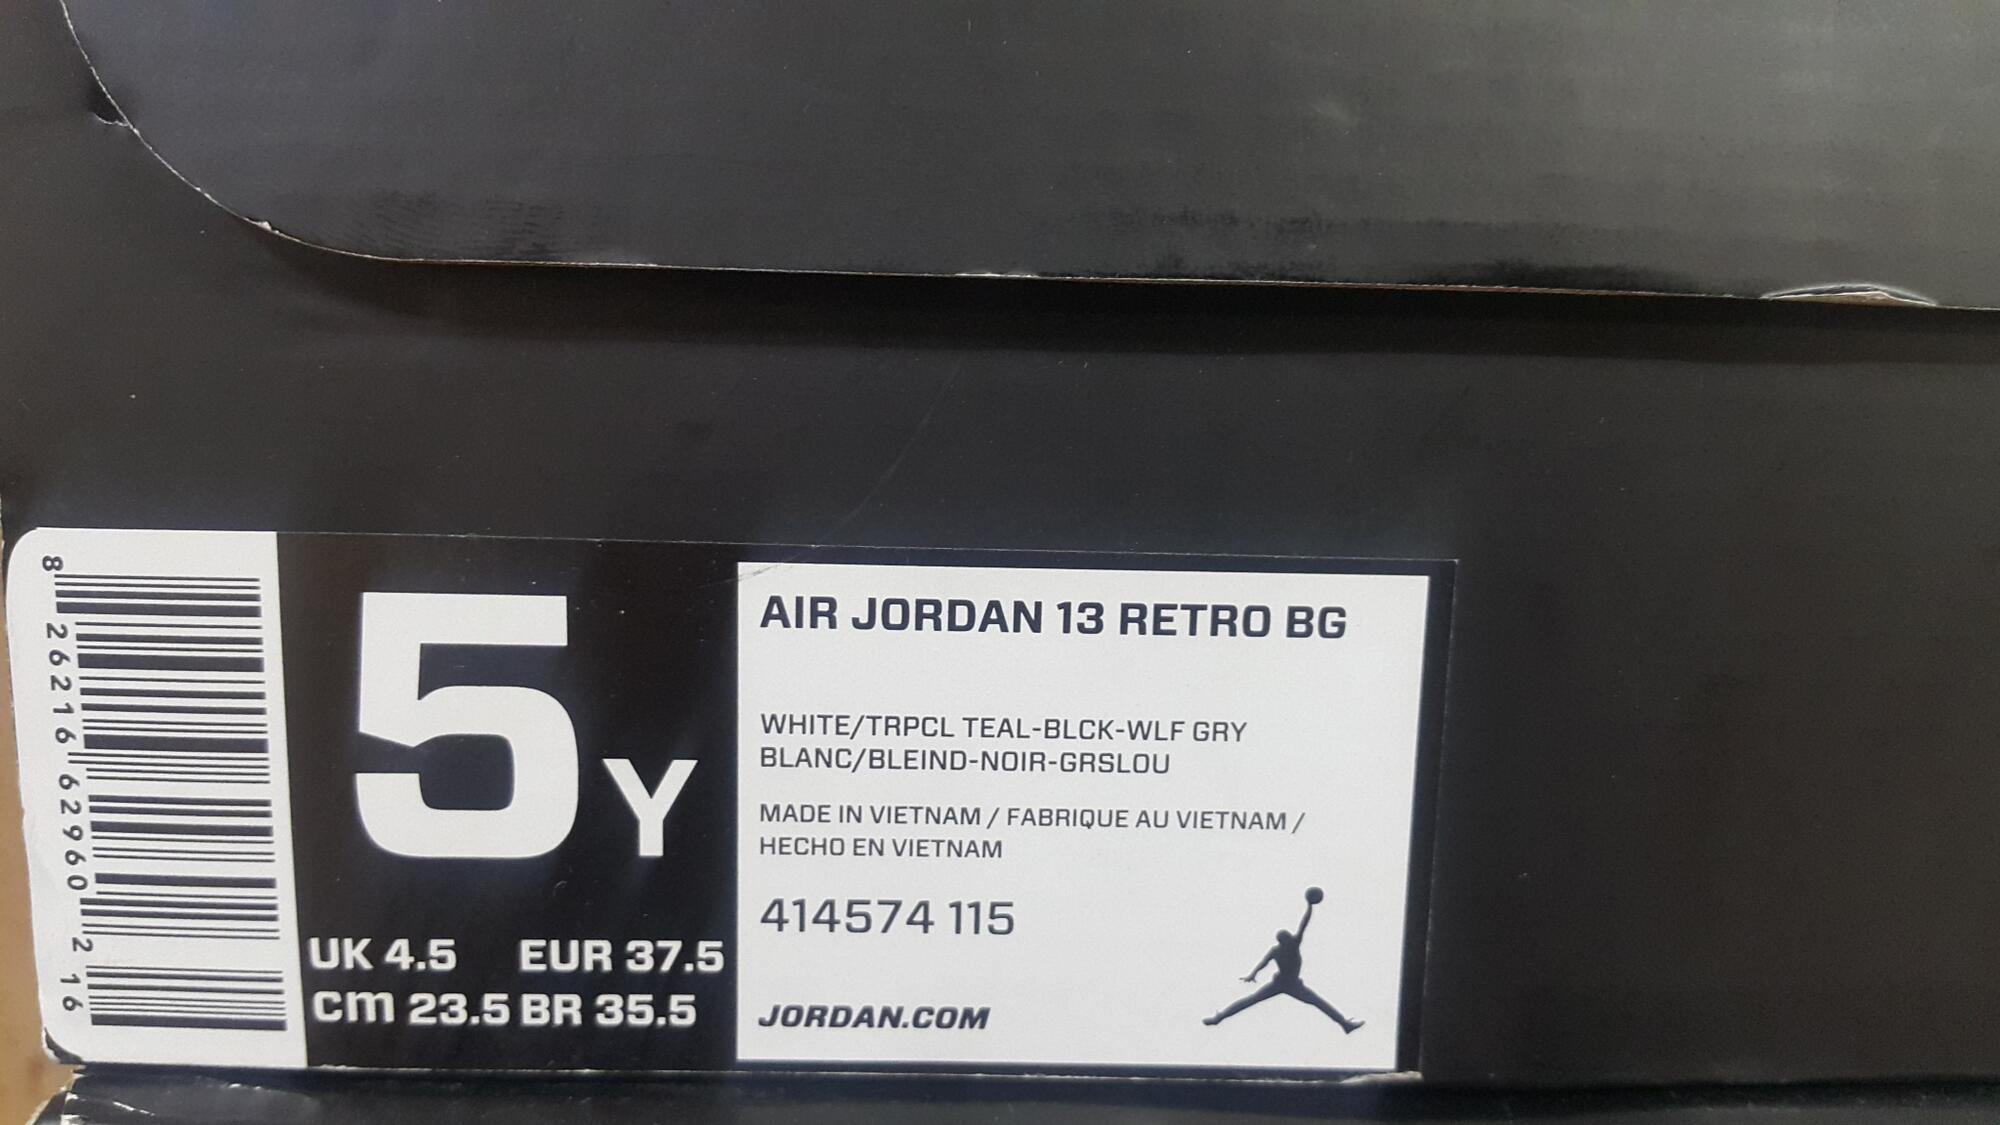 8 26216 62960 2 16
5Y
UK 4.5 EUR 37.5
cm 23.5 BR 35.5
AIR JORDAN 13 RETRO BG
WHITE/TRPCL TEAL-BLCK-WLF GRY
BLANC/BLEIND-NOIR-GRSLOU
MADE IN VIETNAM / FABRIQUE AU VIETNAM /
HECHO EN VIETNAM
414574 115
JORDAN.COM